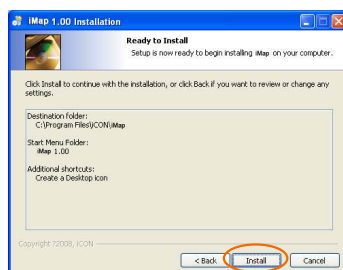 iMap 1.00 Installation
Ready to Install
Setup is now ready to begin installing iMap on your computer.
Click Install to continue with the installation, or click Back if you want to review or change any
settings.
Destination folder:
C:\Program Files\iCON\iMap
Start Menu Folder:
iMap 1.00
Additional shortcuts:
Create a Desktop icon
Copyright ?2008, ICON
< Back
Install
Cancel